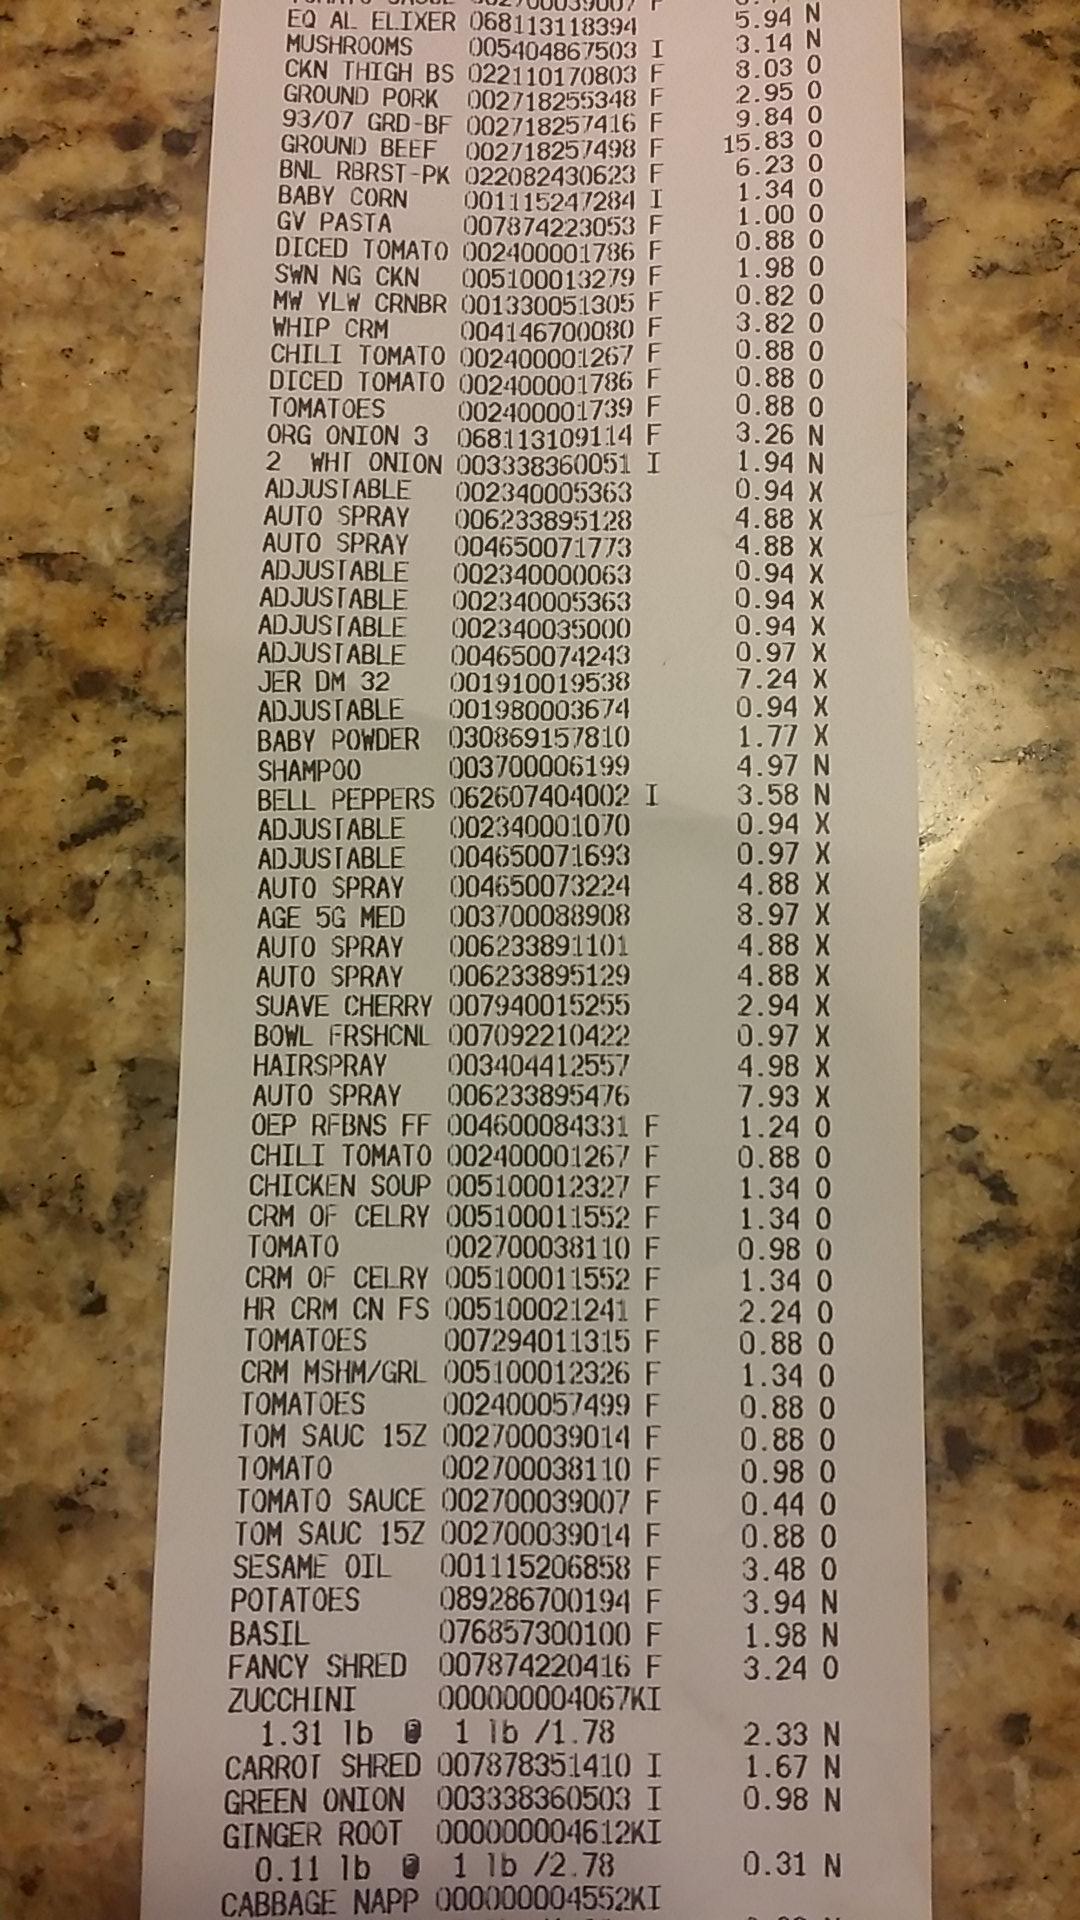 TOMATO SAUCE 002700039007 F
EQ AL ELIXER 068113118394 5.94 N
MUSHROOMS 005404867503 I 3.14 N
CKN THIGH BS 022110170803 F 8.03 O
GROUND PORK 002718255348 F 2.95 O
93/07 GRD-BF 002718257416 F 9.84 O
GROUND BEEF 002718257498 F 15.83 O
BNL RBRST-PK 022082430623 F 6.23 O
BABY CORN 001115247284 I 1.34 O
GV PASTA 007874223053 F 1.00 O
DICED TOMATO 002400001786 F 0.88 O
SWN NG CKN 005100013279 F 1.98 O
MW YLW CRNBR 001330051305 F 0.82 O
WHIP CRM 004146700080 F 3.82 O
CHILI TOMATO 002400001267 F 0.88 O
DICED TOMATO 002400001786 F 0.88 O
TOMATOES 002400001739 F 0.88 O
ORG ONION 3 068113109114 F 3.26 N
2 WHT ONION 003338360051 I 1.94 N
ADJUSTABLE 002340005363 0.94 X
AUTO SPRAY 006233895128 4.88 X
AUTO SPRAY 004650071773 4.88 X
ADJUSTABLE 002340000063 0.94 X
ADJUSTABLE 002340005363 0.94 X
ADJUSTABLE 002340035000 0.94 X
ADJUSTABLE 004650074243 0.97 X
JER DM 32 001910019538 7.24 X
ADJUSTABLE 001980003674 0.94 X
BABY POWDER 030869157810 1.77 X
SHAMPOO 003700006199 4.97 N
BELL PEPPERS 062607404002 I 3.58 N
ADJUSTABLE 002340001070 0.94 X
ADJUSTABLE 004650071693 0.97 X
AUTO SPRAY 004650073224 4.88 X
AGE 5G MED 003700088908 8.97 X
AUTO SPRAY 006233891101 4.88 X
AUTO SPRAY 006233895129 4.88 X
SUAVE CHERRY 007940015255 2.94 X
BOWL FRSHCNL 007092210422 0.97 X
HAIRSPRAY 003404412557 4.98 X
AUTO SPRAY 006233895476 7.93 X
OEP RFBNS FF 004600084331 F 1.24 O
CHILI TOMATO 002400001267 F 0.88 O
CHICKEN SOUP 005100012327 F 1.34 O
CRM OF CELRY 005100011552 F 1.34 O
TOMATO 002700038110 F 0.98 O
CRM OF CELRY 005100011552 F 1.34 O
HR CRM CN FS 005100021241 F 2.24 O
TOMATOES 007294011315 F 0.88 O
CRM MSHM/GRL 005100012326 F 1.34 O
TOMATOES 002400057499 F 0.88 O
TOM SAUC 15Z 002700039014 F 0.88 O
TOMATO 002700038110 F 0.98 O
TOMATO SAUCE 002700039007 F 0.44 O
TOM SAUC 15Z 002700039014 F 0.88 O
SESAME OIL 001115206858 F 3.48 O
POTATOES 089286700194 F 3.94 N
BASIL 076857300100 F 1.98 N
FANCY SHRED 007874220416 F 3.24 O
ZUCCHINI 000000004067KI
1.31 lb @ 1 lb /1.78 2.33 N
CARROT SHRED 007878351410 I 1.67 N
GREEN ONION 003338360503 I 0.98 N
GINGER ROOT 000000004612KI
0.11 lb @ 1 lb /2.78 0.31 N
CABBAGE NAPP 000000004552KI